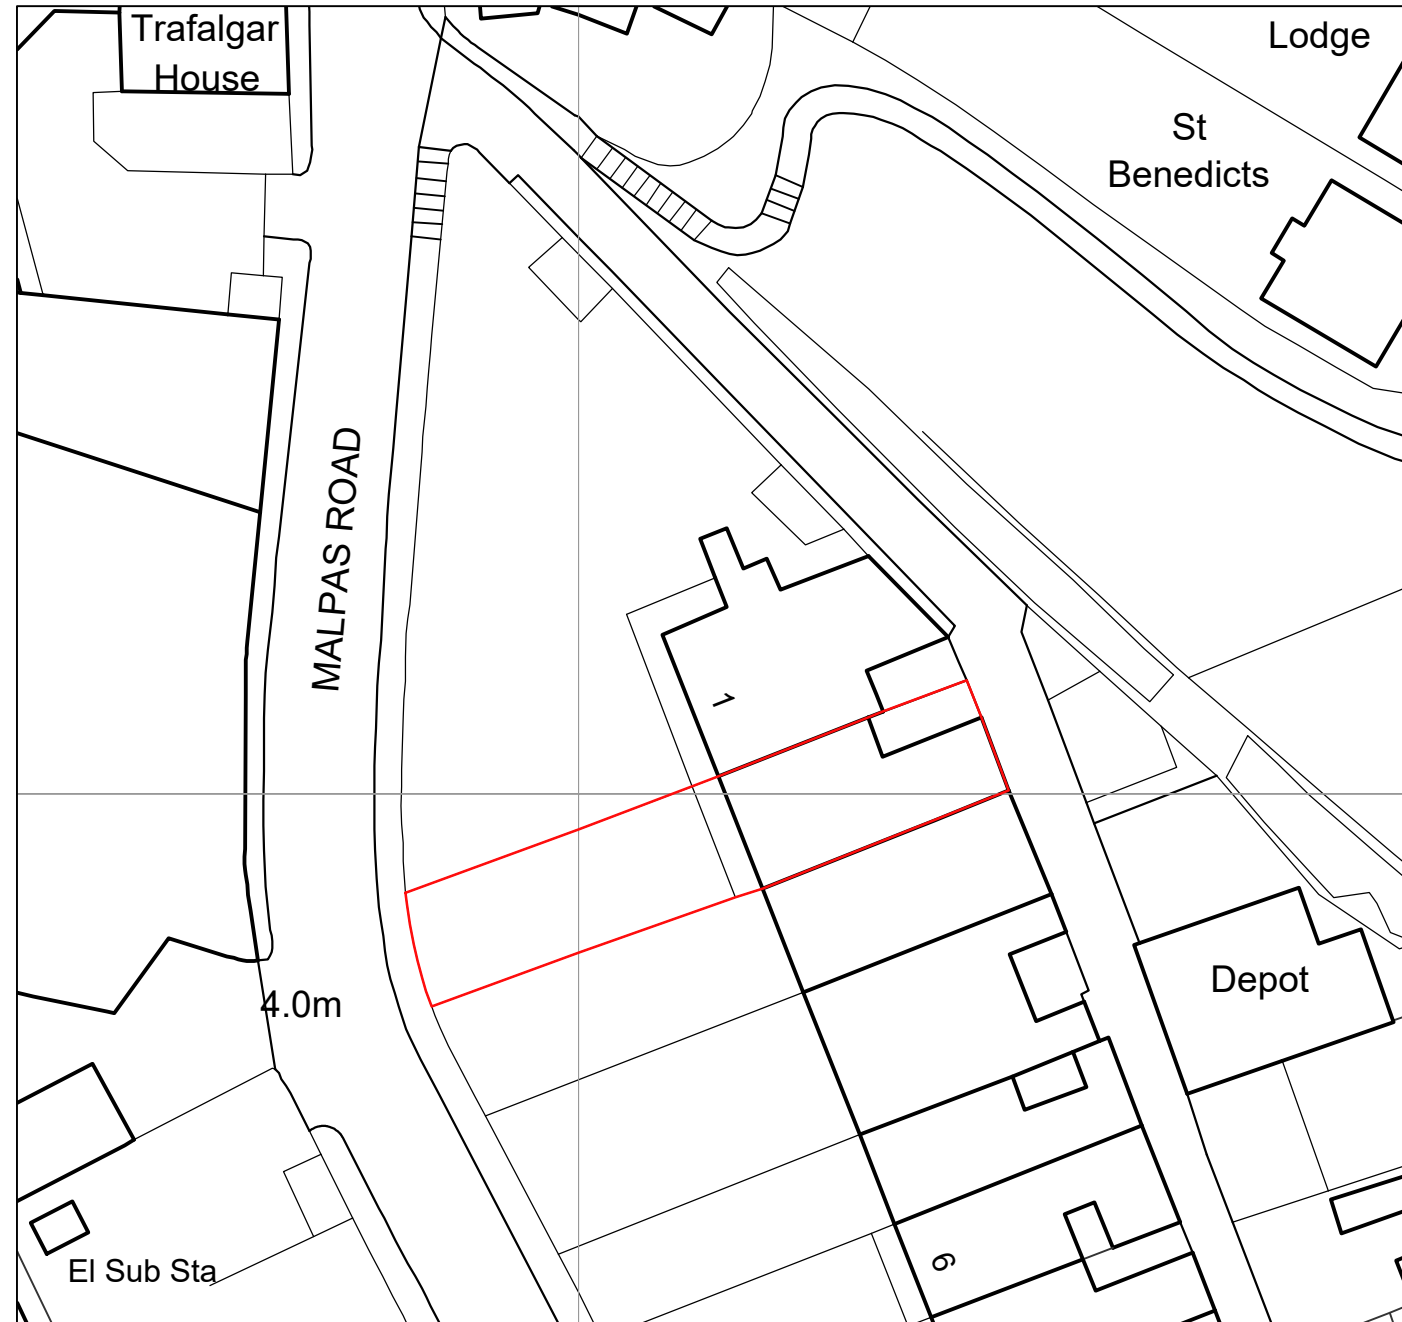 Trafalgar
House
Lodge
St
Benedicts
MALPAS ROAD
1
Depot
4.0m
6
El Sub Sta